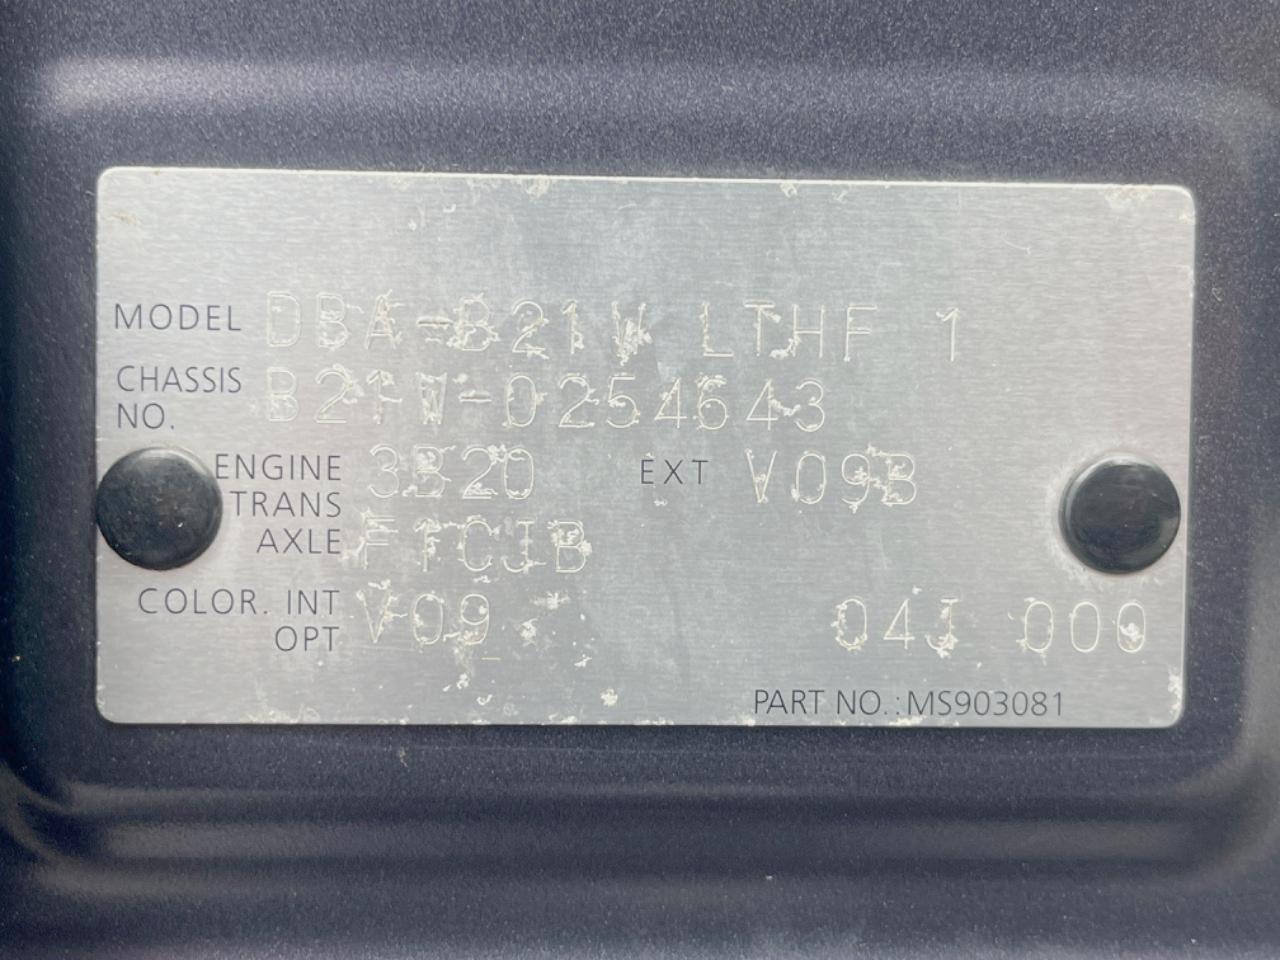 MODEL DBA-B21W LTHF 1
CHASSIS NO. B21W-0254643
ENGINE 3B20 EXT V09B
TRANS AXLE F1CJB
COLOR. INT OPT V09 04J 000
PART NO.:MS903081